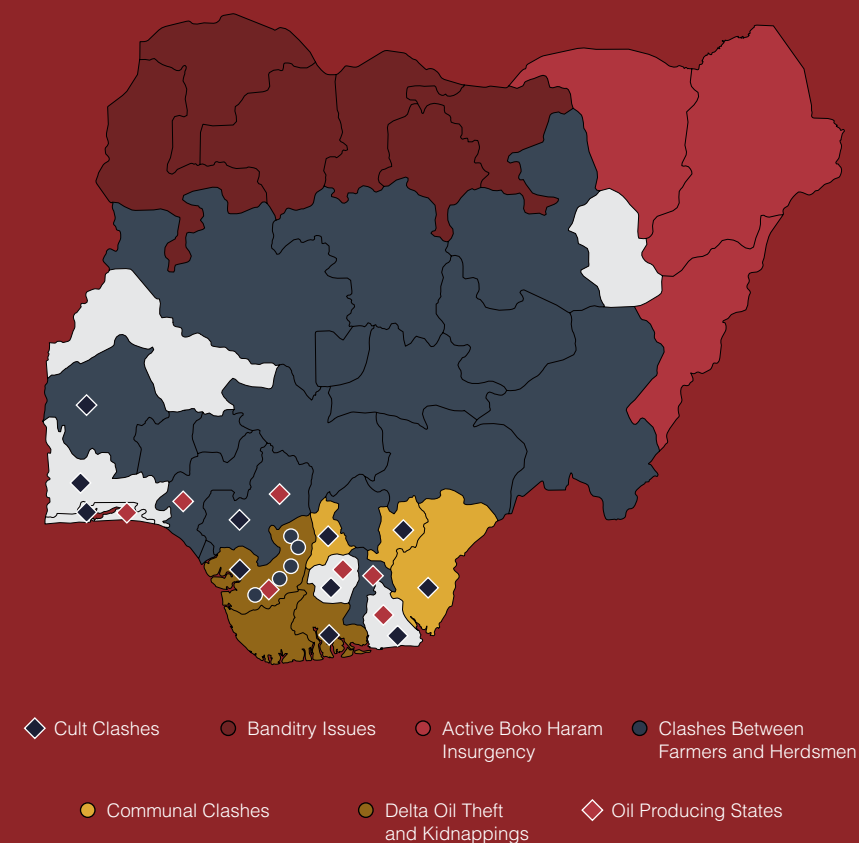 Cult Clashes
Banditry Issues
Active Boko Haram
Insurgency
Clashes Between
Farmers and Herdsmen
Communal Clashes
Delta Oil Theft
and Kidnappings
Oil Producing States